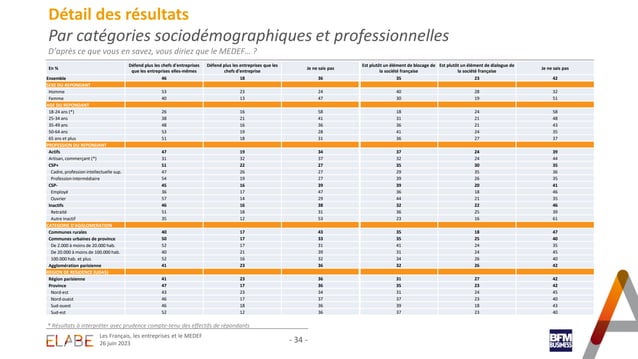 Détail des résultats
Par catégories sociodémographiques et professionnelles
D'après ce que vous en savez, vous diriez que le MEDEF… ?
En % Défend plus les chefs d'entreprises que les entreprises elles-mêmes Défend plus les entreprises que les chefs d'entreprise Je ne sais pas Est plutôt un élément de blocage de la société française Est plutôt un élément de dialogue de la société française Je ne sais pas
Ensemble 46 18 36 35 23 42
SEXE DU REPONDANT
Homme 53 23 24 40 28 32
Femme 40 13 47 30 19 51
AGE DU REPONDANT
18-24 ans (*) 26 16 58 18 24 58
25-34 ans 38 21 41 31 21 48
35-49 ans 48 16 36 36 21 43
50-64 ans 53 19 28 41 24 35
65 ans et plus 51 18 31 36 27 37
PROFESSION DU REPONDANT
Actifs 47 19 34 37 24 39
Artisan, commerçant (*) 31 32 37 32 24 44
CSP+ 51 22 27 35 30 35
Cadre, profession intellectuelle sup. 47 26 27 29 35 36
Profession intermédiaire 54 19 27 39 26 35
CSP- 45 16 39 39 20 41
Employé 36 17 47 36 18 46
Ouvrier 57 14 29 44 21 35
Inactifs 46 16 38 32 22 46
Retraité 51 18 31 36 25 39
Autre inactif 35 12 53 23 16 61
CATEGORIE D'AGGLOMERATION
Communes rurales 40 17 43 35 18 47
Communes urbaines de province 50 17 33 35 25 40
De 2.000 à moins de 20.000 hab. 52 17 31 41 24 35
De 20.000 à moins de 100.000 hab. 40 21 39 31 24 45
100.000 hab. et plus 52 16 32 34 26 40
Agglomération parisienne 41 23 36 32 26 42
REGION DE RESIDENCE (UDA5)
Région parisienne 41 23 36 31 27 42
Province 47 17 36 35 23 42
Nord-est 43 23 34 31 24 45
Nord-ouest 46 17 37 37 23 40
Sud-ouest 46 18 36 39 18 43
Sud-est 52 12 36 37 23 40
* Résultats à interpréter avec prudence compte-tenu des effectifs de répondants
ELABE
Les Français, les entreprises et le MEDEF
26 juin 2023
- 34 -
BFM
BUSINESS